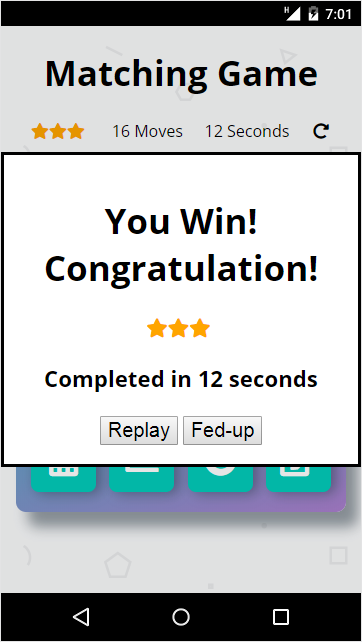 H 7:01
Matching Game
16 Moves 12 Seconds
You Win!
Congratulation!
Completed in 12 seconds
Replay Fed-up